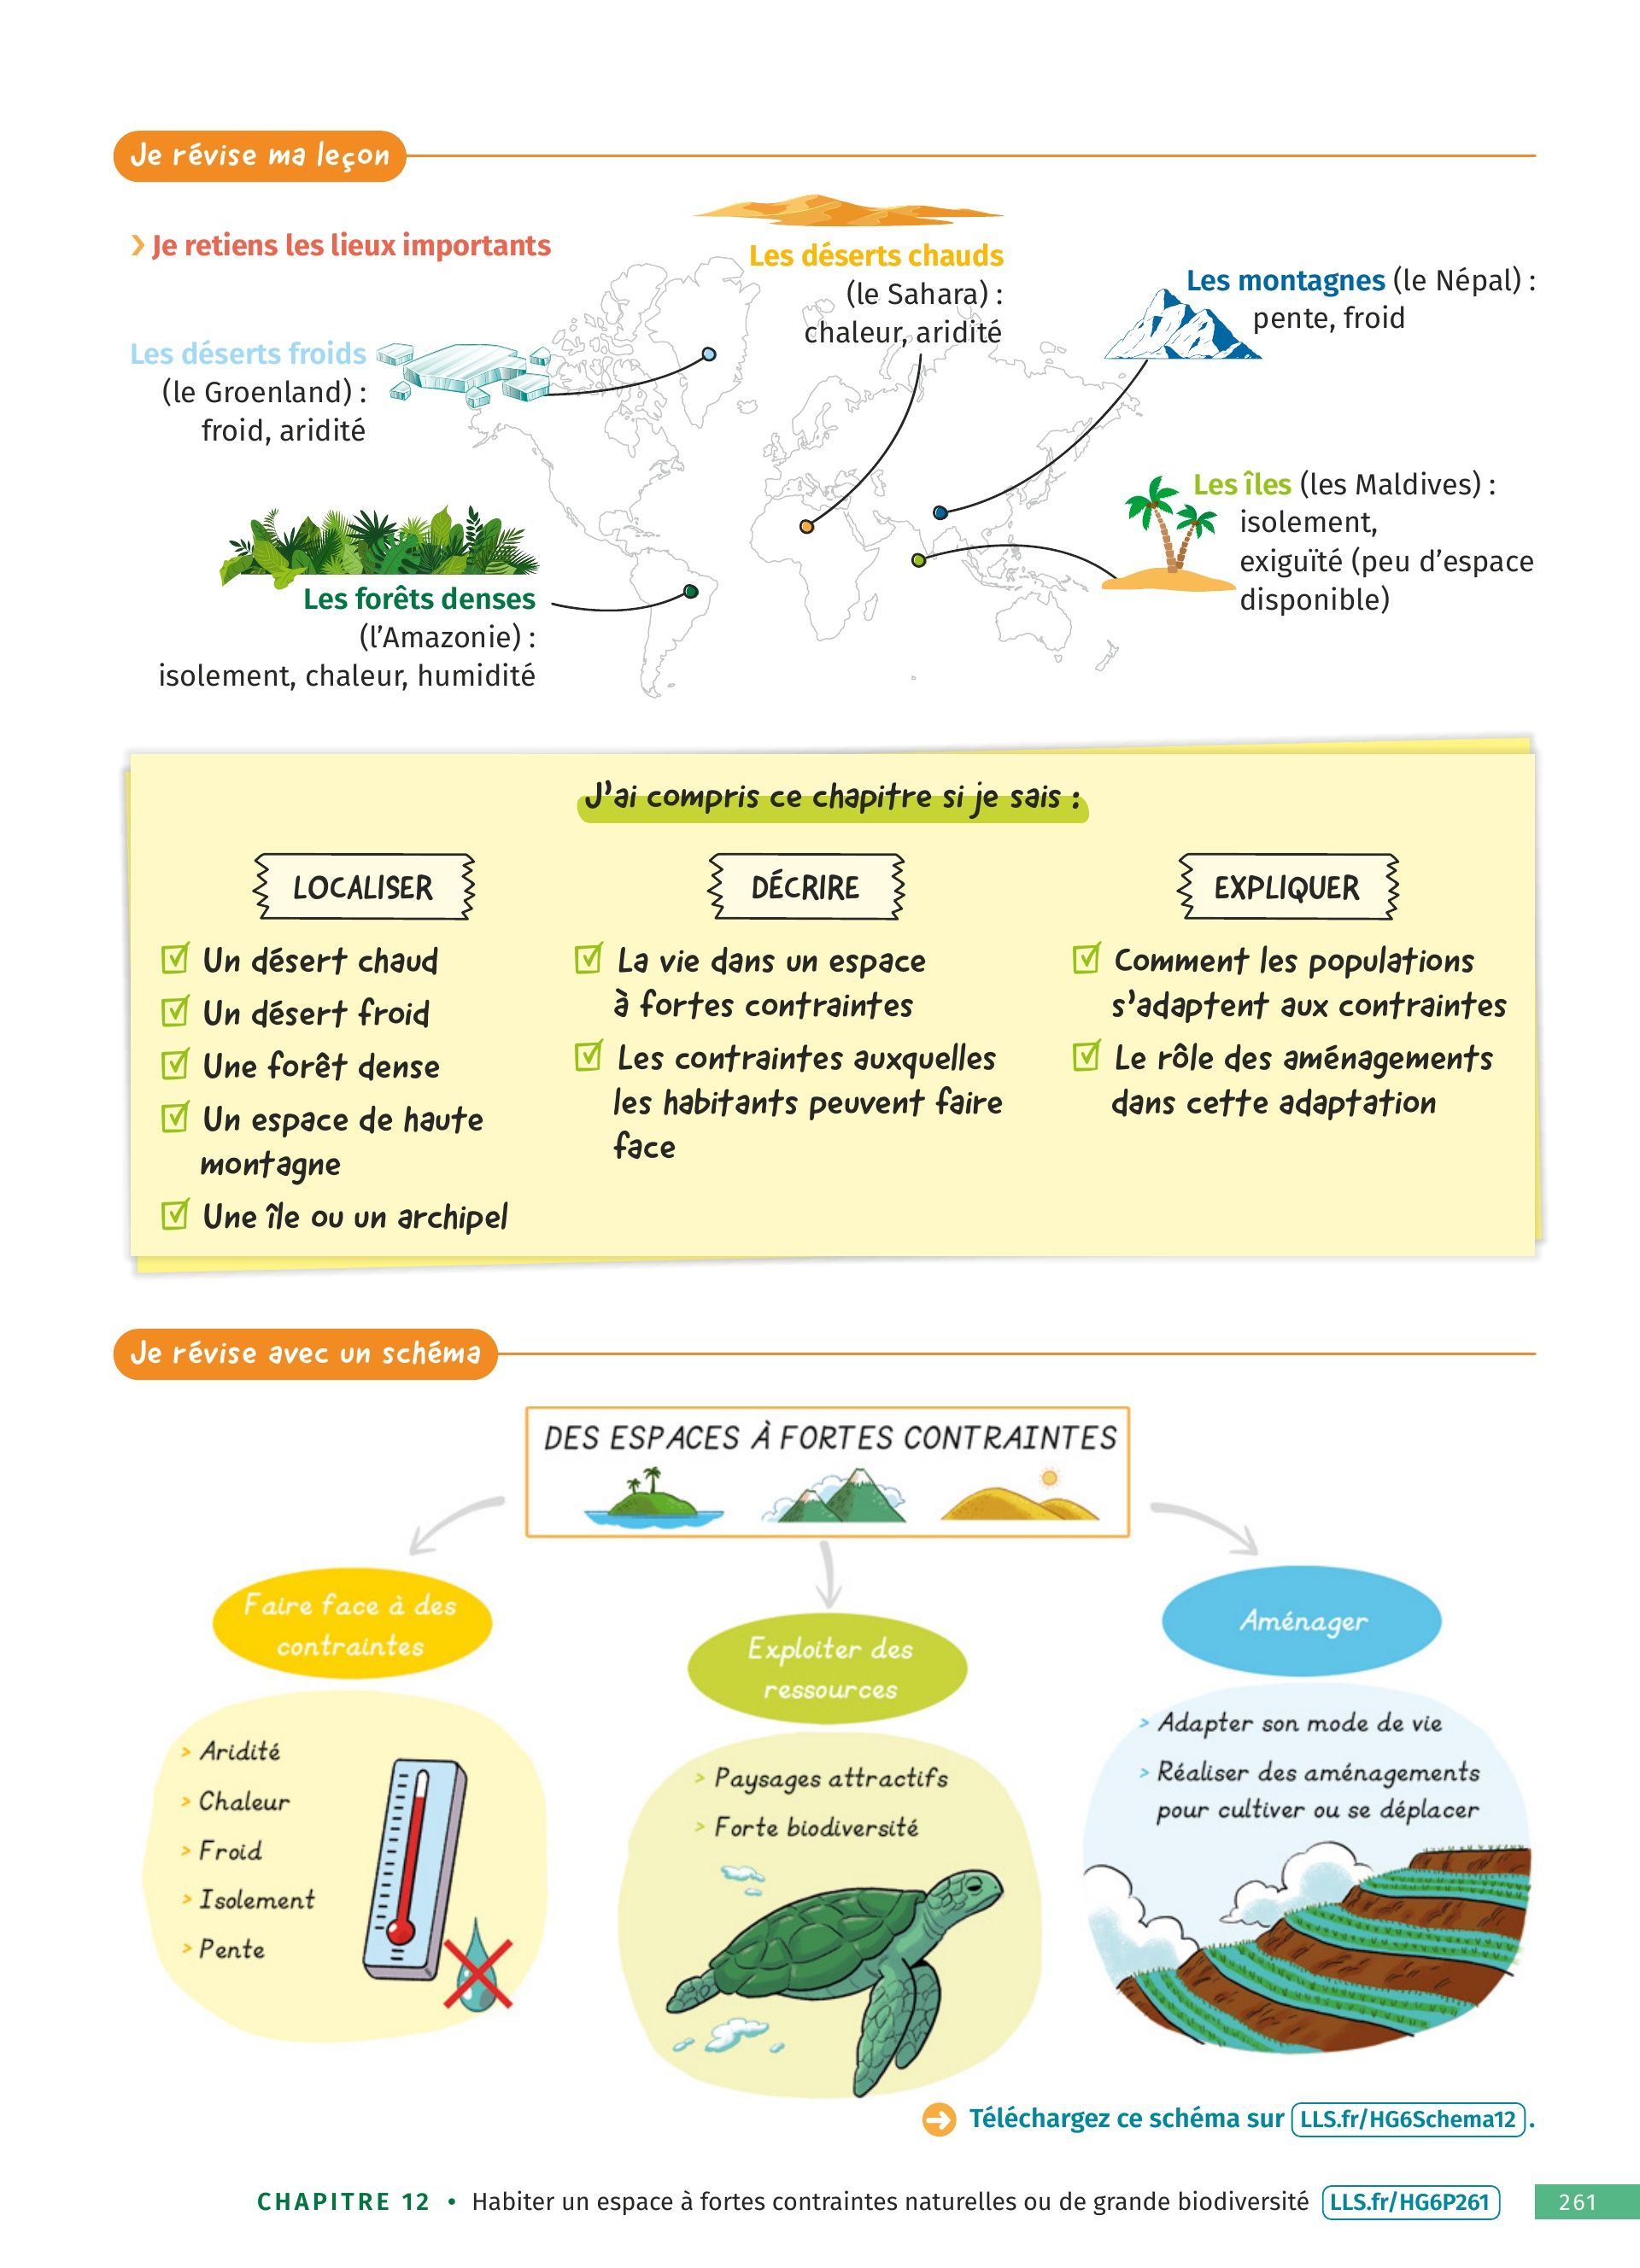 Je révise ma leçon
› Je retiens les lieux importants
Les déserts froids
(le Groenland) :
froid, aridité
Les déserts chauds
(le Sahara) :
chaleur, aridité
Les montagnes (le Népal) :
pente, froid
Les îles (les Maldives) :
isolement,
exiguïté (peu d’espace
disponible)
Les forêts denses
(l’Amazonie) :
isolement, chaleur, humidité
J’ai compris ce chapitre si je sais :
LOCALISER
Un désert chaud
Un désert froid
Une forêt dense
Un espace de haute
montagne
Une île ou un archipel
DÉCRIRE
La vie dans un espace
à fortes contraintes
Les contraintes auxquelles
les habitants peuvent faire
face
EXPLIQUER
Comment les populations
s’adaptent aux contraintes
Le rôle des aménagements
dans cette adaptation
Je révise avec un schéma
DES ESPACES À FORTES CONTRAINTES
Faire face à des
contraintes
> Aridité
> Chaleur
> Froid
> Isolement
> Pente
Exploiter des
ressources
> Paysages attractifs
> Forte biodiversité
Aménager
> Adapter son mode de vie
> Réaliser des aménagements
pour cultiver ou se déplacer
Téléchargez ce schéma sur LLS.fr/HG6Schema12.
CHAPITRE 12 • Habiter un espace à fortes contraintes naturelles ou de grande biodiversité LLS.fr/HG6P261 261